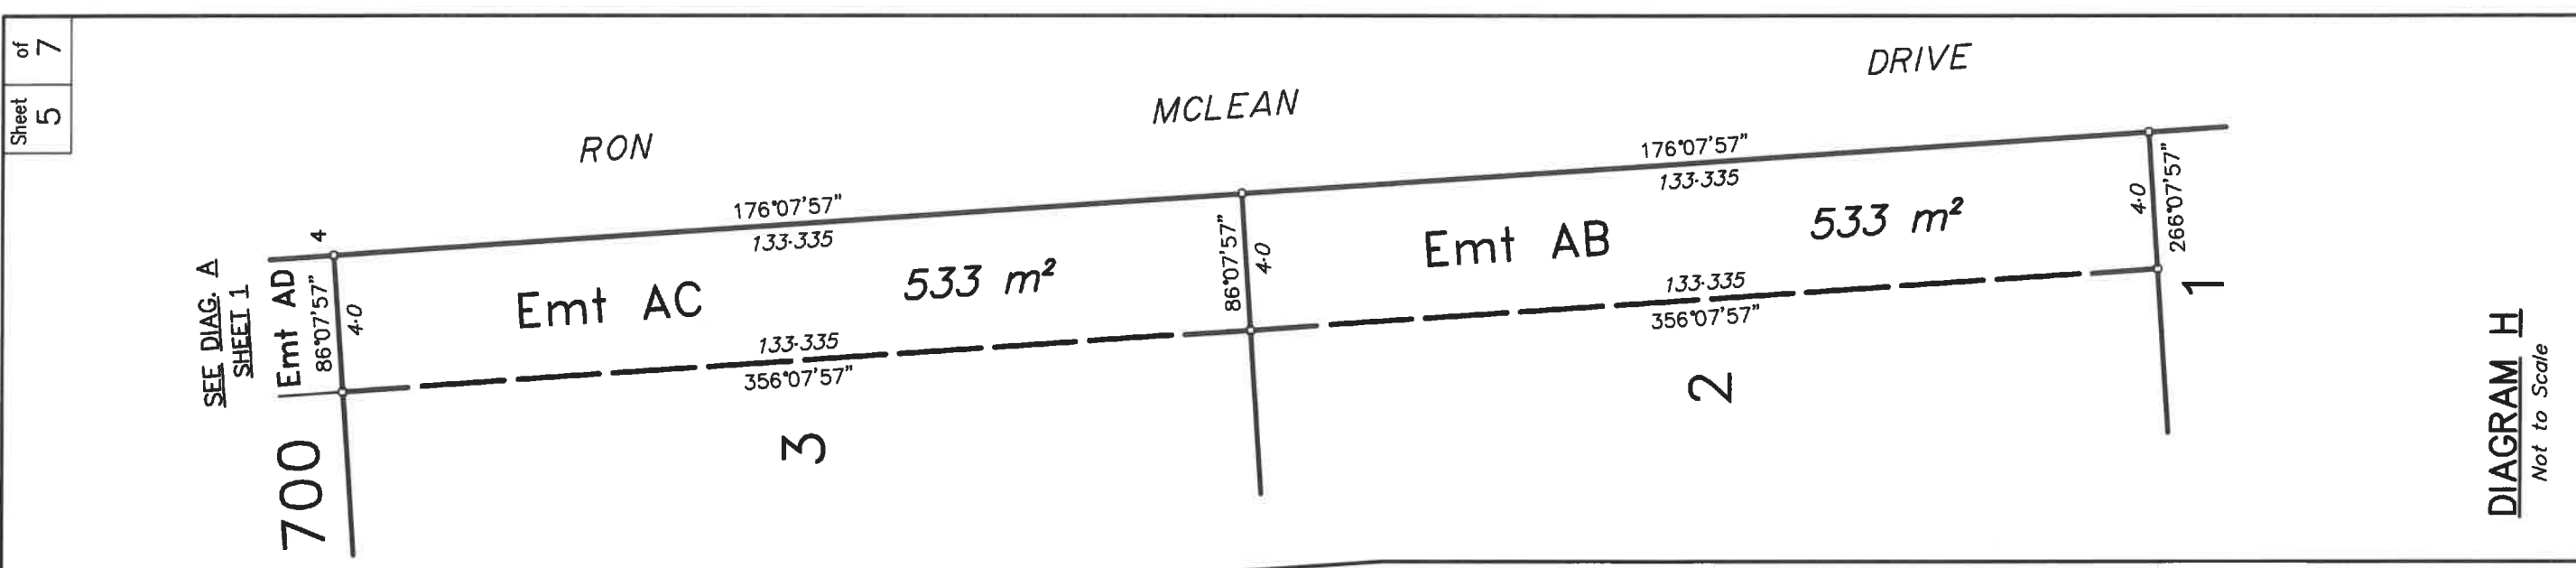 Sheet of
5 7
RON MCLEAN DRIVE
SEE DIAG. A
SHEET 1
Emt AD
86°07'57"
4·0
4
176°07'57"
133·335
Emt AC 533 m²
133·335
356°07'57"
86°07'57"
4·0
176°07'57"
133·335
Emt AB 533 m²
133·335
356°07'57"
4·0
266°07'57"
700
3
2
1
DIAGRAM H
Not to Scale